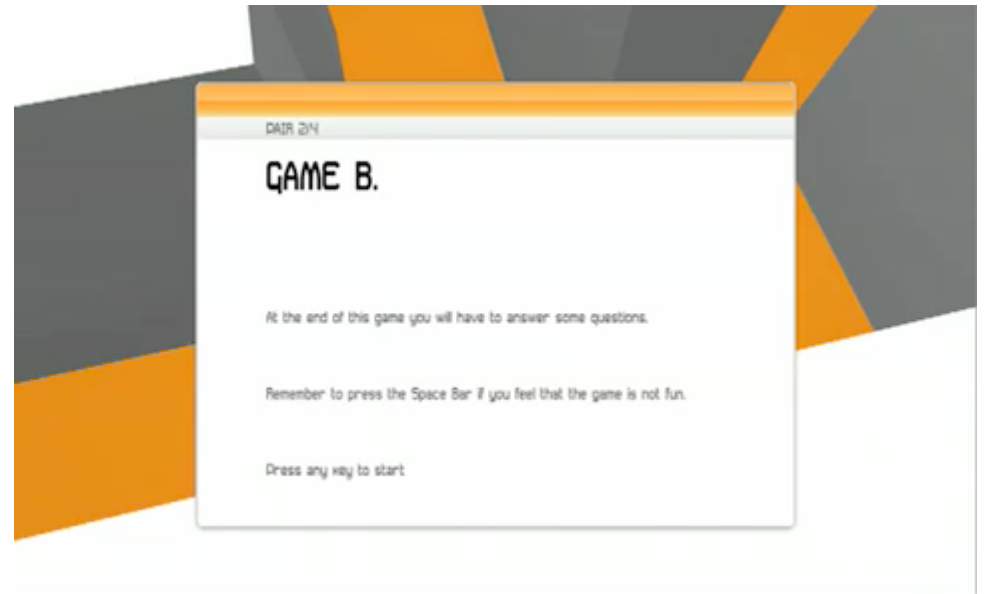 PAIR 2/4
GAME B.
At the end of this game you will have to answer some questions.
Remember to press the Space Bar if you feel that the game is not fun.
Press any key to start